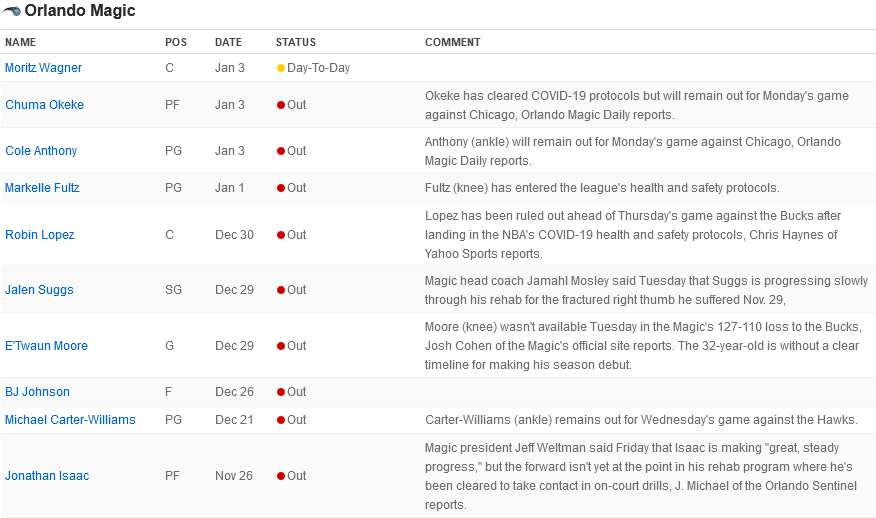 Orlando Magic
NAME POS DATE STATUS COMMENT
Moritz Wagner C Jan 3 Day-To-Day
Chuma Okeke PF Jan 3 Out Okeke has cleared COVID-19 protocols but will remain out for Monday's game
against Chicago, Orlando Magic Daily reports.
Cole Anthony PG Jan 3 Out Anthony (ankle) will remain out for Monday's game against Chicago, Orlando
Magic Daily reports.
Markelle Fultz PG Jan 1 Out Fultz (knee) has entered the league's health and safety protocols.
Robin Lopez C Dec 30 Out Lopez has been ruled out ahead of Thursday's game against the Bucks after
landing in the NBA's COVID-19 health and safety protocols, Chris Haynes of
Yahoo Sports reports.
Jalen Suggs SG Dec 29 Out Magic head coach Jamahl Mosley said Tuesday that Suggs is progressing slowly
through his rehab for the fractured right thumb he suffered Nov. 29,
E'Twaun Moore G Dec 29 Out Moore (knee) wasn't available Tuesday in the Magic's 127-110 loss to the Bucks,
Josh Cohen of the Magic's official site reports. The 32-year-old is without a clear
timeline for making his season debut.
BJ Johnson F Dec 26 Out
Michael Carter-Williams PG Dec 21 Out Carter-Williams (ankle) remains out for Wednesday's game against the Hawks.
Jonathan Isaac PF Nov 26 Out Magic president Jeff Weltman said Friday that Isaac is making "great, steady
progress," but the forward isn't yet at the point in his rehab program where he's
been cleared to take contact in on-court drills, J. Michael of the Orlando Sentinel
reports.